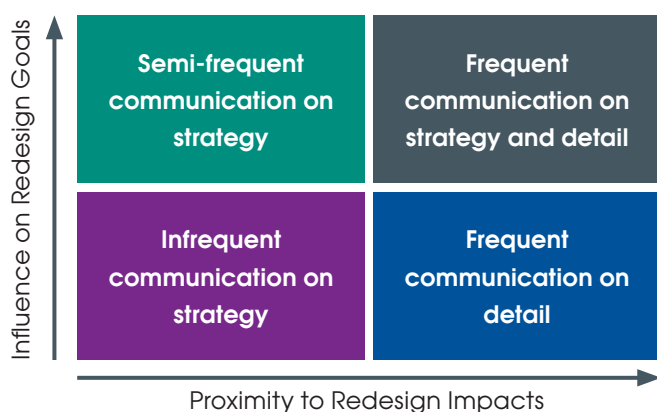 Influence on Redesign Goals
Semi-frequent
communication on
strategy
Frequent
communication on
strategy and detail
Infrequent
communication on
strategy
Frequent
communication on
detail
Proximity to Redesign Impacts